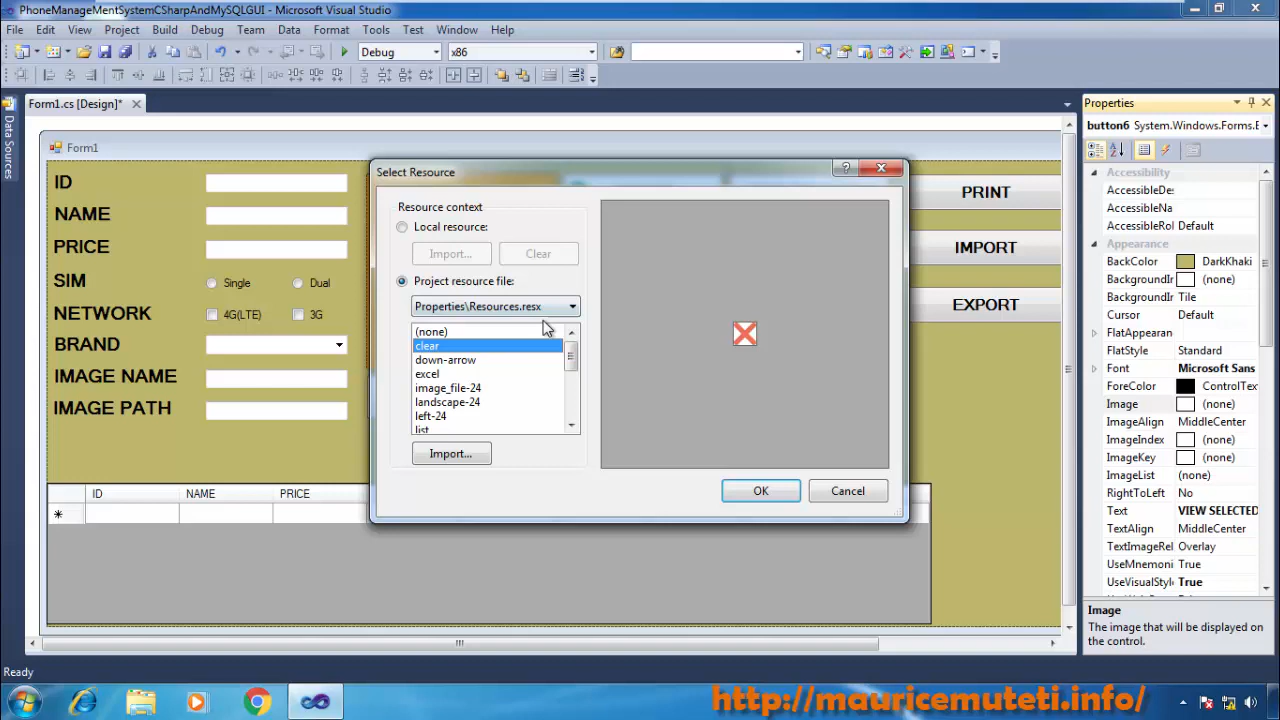 PhoneManageMentSystemCSharpAndMySQLGUI - Microsoft Visual Studio
File Edit View Project Build Debug Team Data Format Tools Test Window Help
Debug x86
Form1.cs [Design]*
Data Sources
Form1
ID
NAME
PRICE
SIM Single Dual
NETWORK 4G(LTE) 3G
BRAND
IMAGE NAME
IMAGE PATH
ID NAME PRICE
Select Resource
Resource context
Local resource:
Import... Clear
Project resource file:
Properties\Resources.resx
(none)
clear
down-arrow
excel
image_file-24
landscape-24
left-24
list
Import...
OK Cancel
PRINT
IMPORT
EXPORT
Properties
button6 System.Windows.Forms.B
Accessibility
AccessibleDes
AccessibleNa
AccessibleRol Default
Appearance
BackColor DarkKhaki
BackgroundIn (none)
BackgroundIn Tile
Cursor Default
FlatAppearan
FlatStyle Standard
Font Microsoft Sans
ForeColor ControlText
Image (none)
ImageAlign MiddleCenter
ImageIndex (none)
ImageKey (none)
ImageList (none)
RightToLeft No
Text VIEW SELECTED
TextAlign MiddleCenter
TextImageRel Overlay
UseMnemoni True
UseVisualStyle True
Image
The image that will be displayed on the control.
Ready
http://mauricemuteti.info/